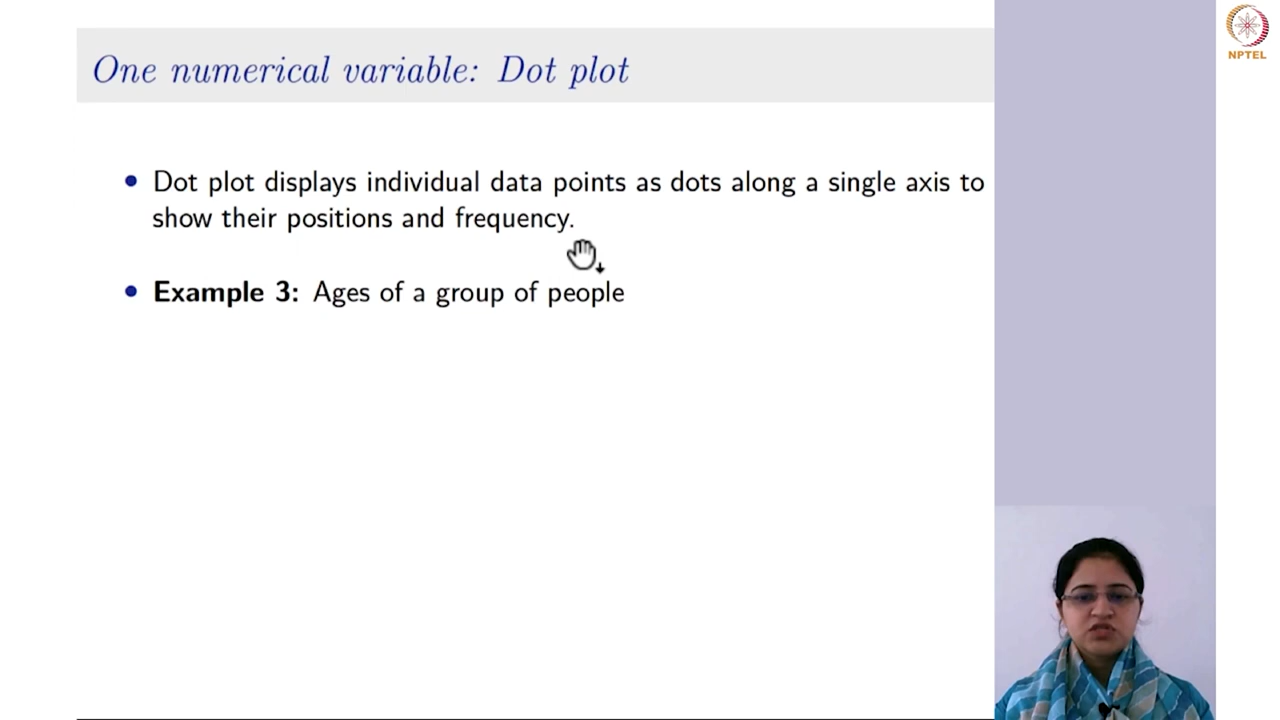 One numerical variable: Dot plot
NPTEL
• Dot plot displays individual data points as dots along a single axis to
show their positions and frequency.
• Example 3: Ages of a group of people